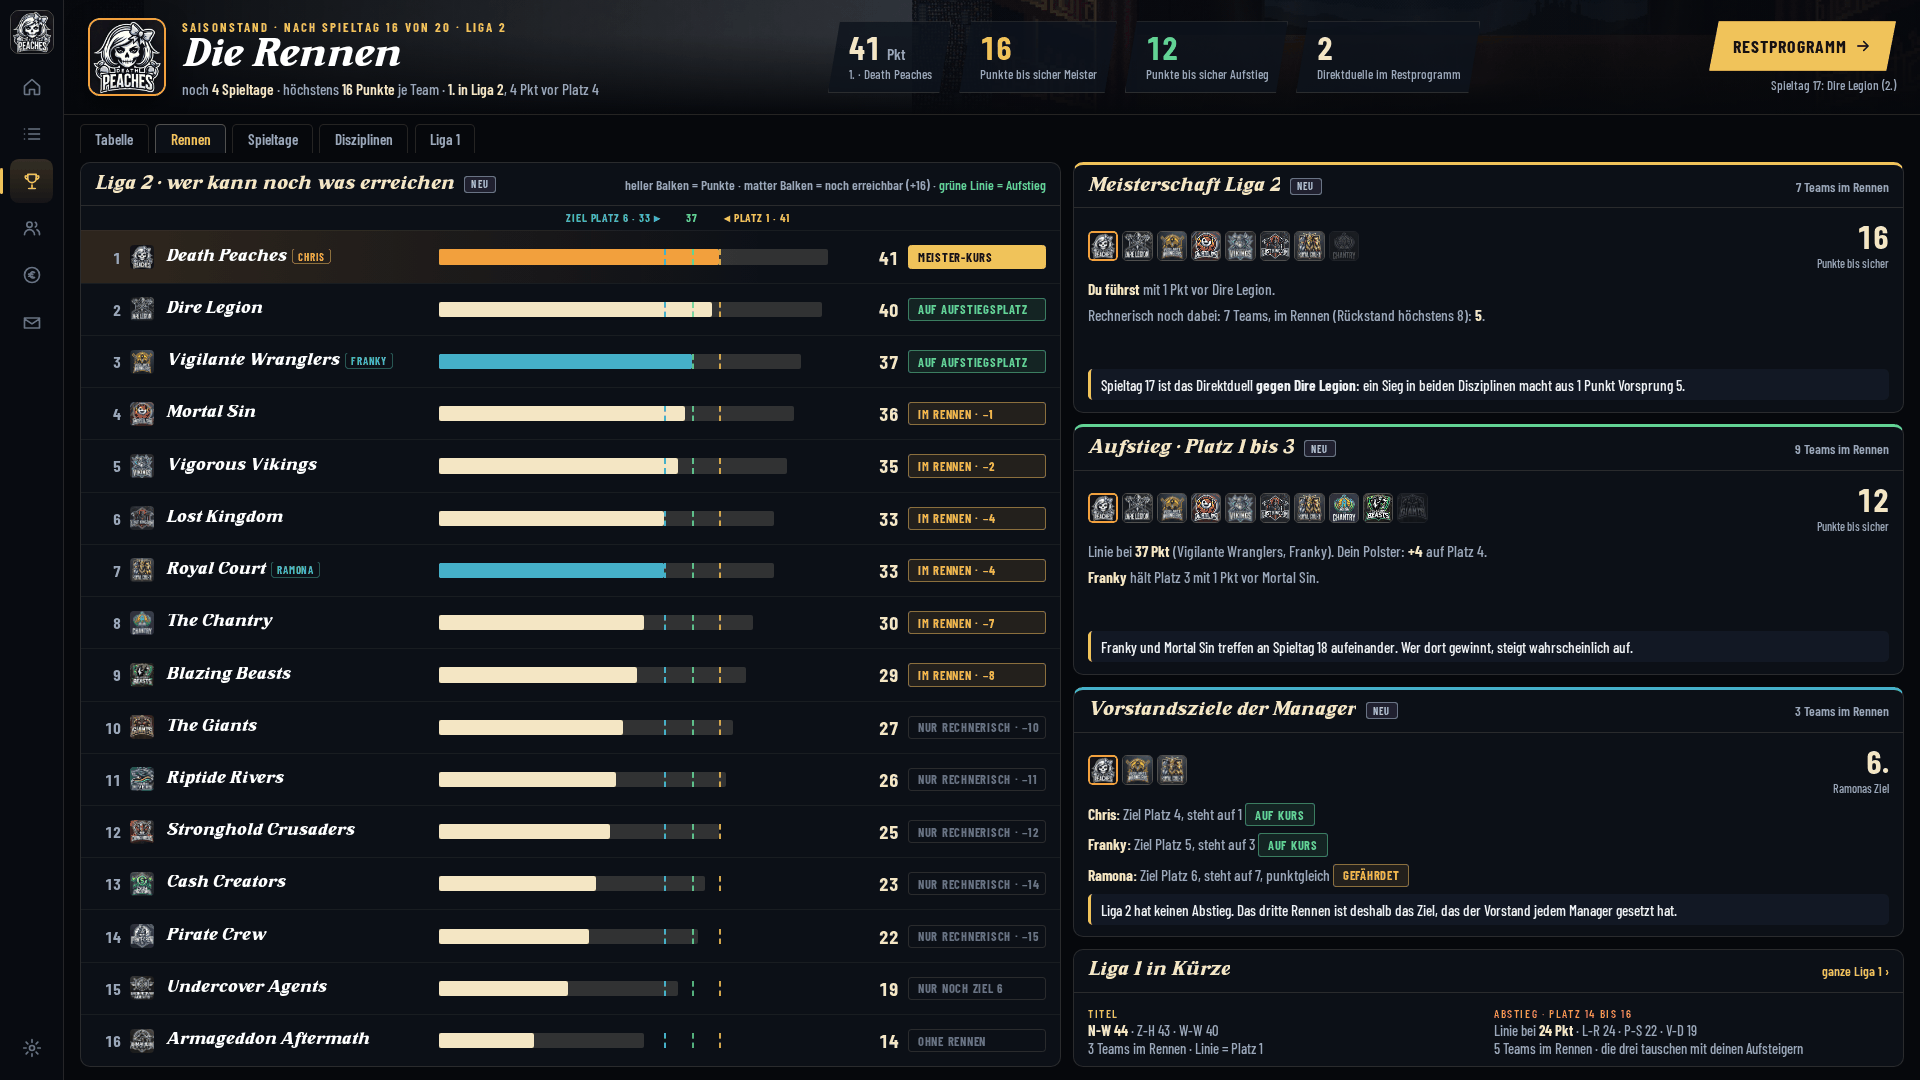 SAISONSTAND · NACH SPIELTAG 16 VON 20 · LIGA 2
Die Rennen
noch 4 Spieltage · höchstens 16 Punkte je Team · 1. in Liga 2, 4 Pkt vor Platz 4
41 Pkt
1. · Death Peaches
16
Punkte bis sicher Meister
12
Punkte bis sicher Aufstieg
2
Direktduelle im Restprogramm
RESTPROGRAMM →
Spieltag 17: Dire Legion (2.)
Tabelle
Rennen
Spieltage
Disziplinen
Liga 1
Liga 2 · wer kann noch was erreichen NEU
heller Balken = Punkte · matter Balken = noch erreichbar (+16) · grüne Linie = Aufstieg
ZIEL PLATZ 6 · 33 ▸ 37 ◂ PLATZ 1 · 41
1 Death Peaches CHRIS 41 MEISTER-KURS
2 Dire Legion 40 AUF AUFSTIEGSPLATZ
3 Vigilante Wranglers FRANKY 37 AUF AUFSTIEGSPLATZ
4 Mortal Sin 36 IM RENNEN · −1
5 Vigorous Vikings 35 IM RENNEN · −2
6 Lost Kingdom 33 IM RENNEN · −4
7 Royal Court RAMONA 33 IM RENNEN · −4
8 The Chantry 30 IM RENNEN · −7
9 Blazing Beasts 29 IM RENNEN · −8
10 The Giants 27 NUR RECHNERISCH · −10
11 Riptide Rivers 26 NUR RECHNERISCH · −11
12 Stronghold Crusaders 25 NUR RECHNERISCH · −12
13 Cash Creators 23 NUR RECHNERISCH · −14
14 Pirate Crew 22 NUR RECHNERISCH · −15
15 Undercover Agents 19 NUR NOCH ZIEL 6
16 Armageddon Aftermath 14 OHNE RENNEN
Meisterschaft Liga 2 NEU
7 Teams im Rennen
16
Punkte bis sicher
Du führst mit 1 Pkt vor Dire Legion.
Rechnerisch noch dabei: 7 Teams, im Rennen (Rückstand höchstens 8): 5.
Spieltag 17 ist das Direktduell gegen Dire Legion: ein Sieg in beiden Disziplinen macht aus 1 Punkt Vorsprung 5.
Aufstieg · Platz 1 bis 3 NEU
9 Teams im Rennen
12
Punkte bis sicher
Linie bei 37 Pkt (Vigilante Wranglers, Franky). Dein Polster: +4 auf Platz 4.
Franky hält Platz 3 mit 1 Pkt vor Mortal Sin.
Franky und Mortal Sin treffen an Spieltag 18 aufeinander. Wer dort gewinnt, steigt wahrscheinlich auf.
Vorstandsziele der Manager NEU
3 Teams im Rennen
6.
Ramonas Ziel
Chris: Ziel Platz 4, steht auf 1 AUF KURS
Franky: Ziel Platz 5, steht auf 3 AUF KURS
Ramona: Ziel Platz 6, steht auf 7, punktgleich GEFÄHRDET
Liga 2 hat keinen Abstieg. Das dritte Rennen ist deshalb das Ziel, das der Vorstand jedem Manager gesetzt hat.
Liga 1 in Kürze
ganze Liga 1 ›
TITEL
N-W 44 · Z-H 43 · W-W 40
3 Teams im Rennen · Linie = Platz 1
ABSTIEG · PLATZ 14 BIS 16
Linie bei 24 Pkt · L-R 24 · P-S 22 · V-D 19
5 Teams im Rennen · die drei tauschen mit deinen Aufsteigern